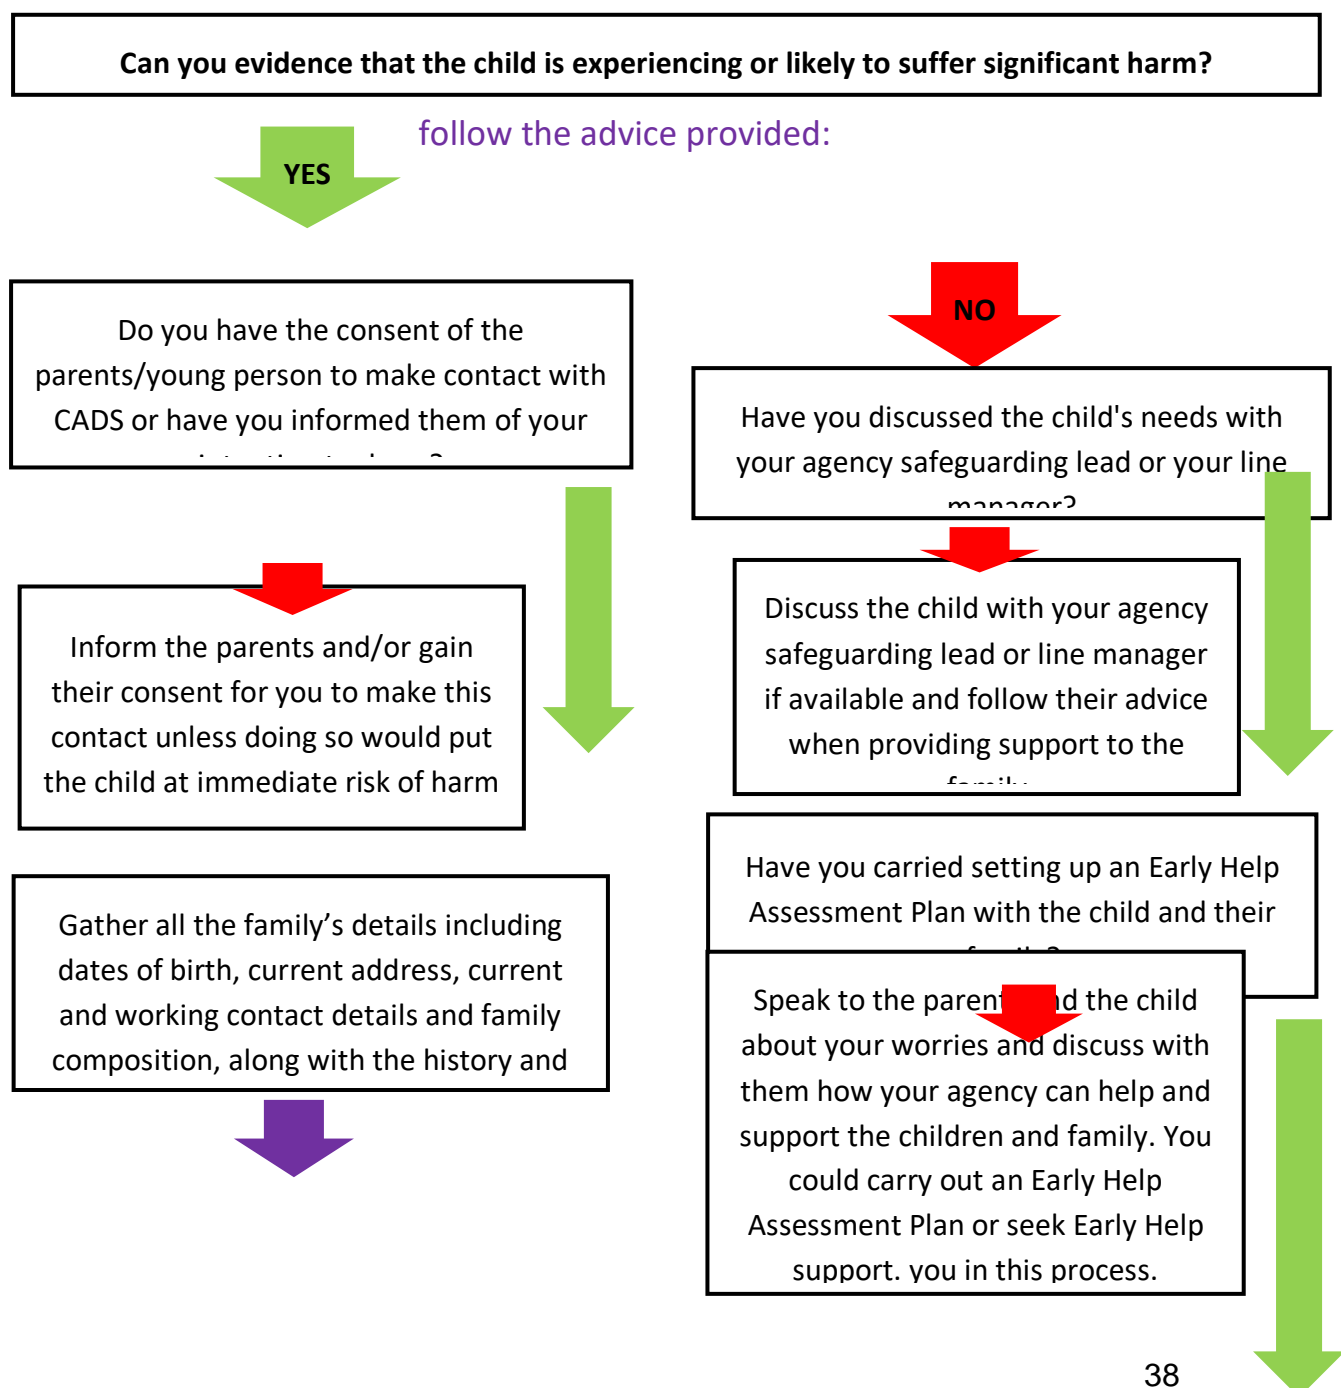 Can you evidence that the child is experiencing or likely to suffer significant harm?
follow the advice provided:
YES
Do you have the consent of the
parents/young person to make contact with
CADS or have you informed them of your
Inform the parents and/or gain
their consent for you to make this
contact unless doing so would put
the child at immediate risk of harm
Gather all the family’s details including
dates of birth, current address, current
and working contact details and family
composition, along with the history and
NO
Have you discussed the child's needs with
your agency safeguarding lead or your line
manager?
Discuss the child with your agency
safeguarding lead or line manager
if available and follow their advice
when providing support to the
Have you carried setting up an Early Help
Assessment Plan with the child and their
Speak to the parent nd the child
about your worries and discuss with
them how your agency can help and
support the children and family. You
could carry out an Early Help
Assessment Plan or seek Early Help
support. you in this process.
38